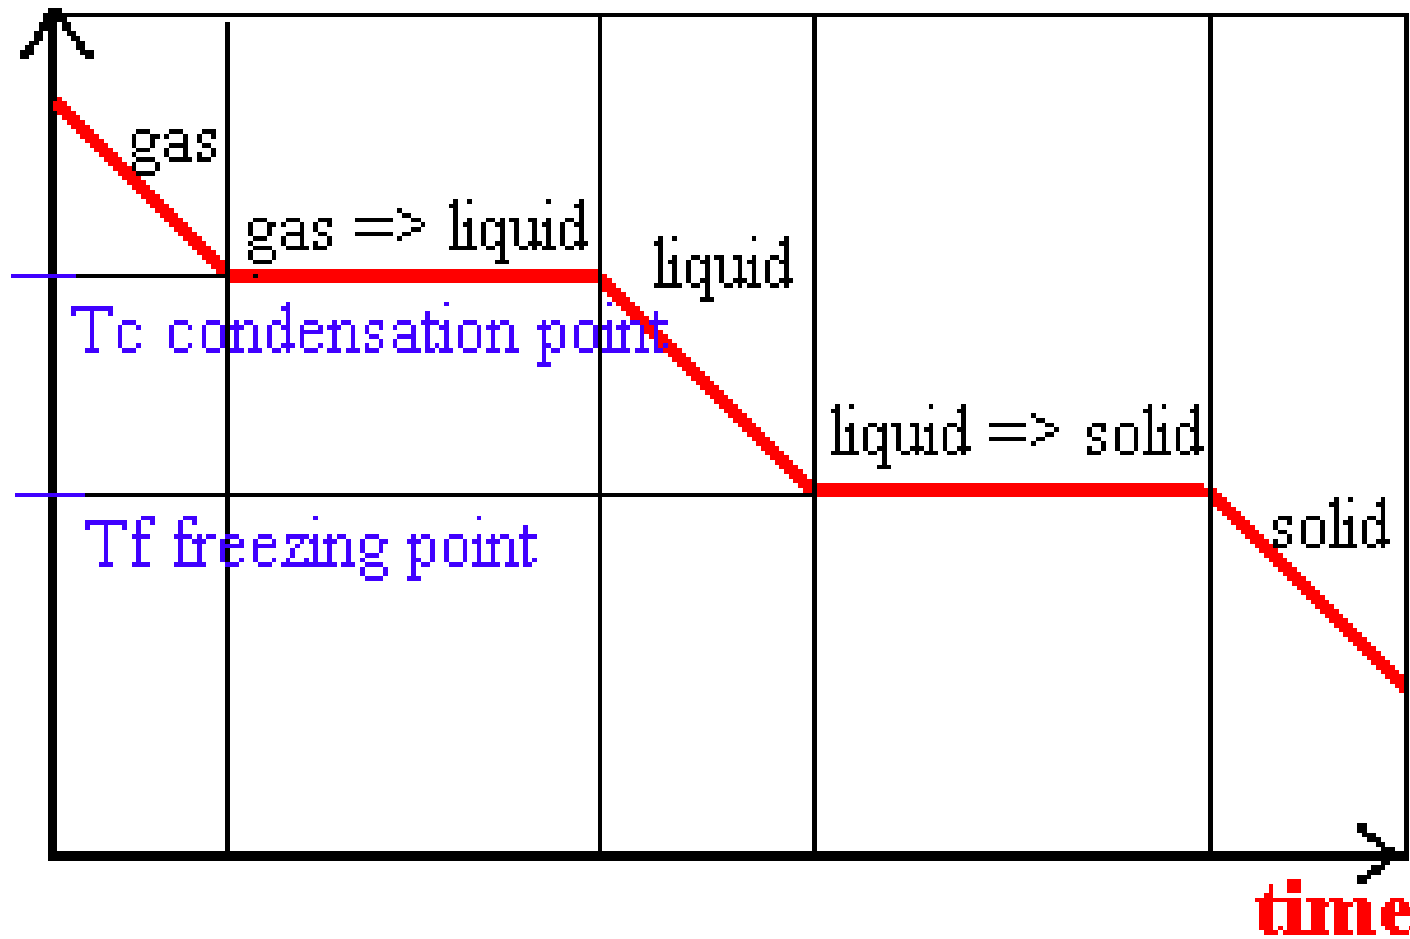 gas
gas => liquid
liquid
Tc condensation point
liquid => solid
solid
Tf freezing point
time